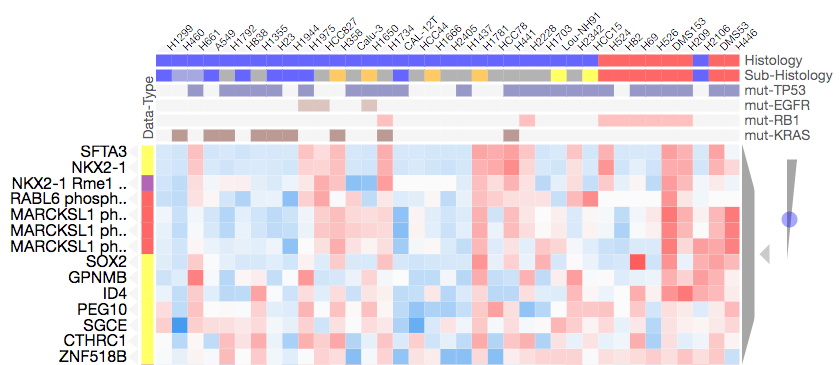 H1299
H460
H661
A549
H1792
H838
H1355
H23
H1944
H1975
HCC827
H358
Calu-3
H1650
H1734
CAL-12T
HCC44
H1666
H2405
H1437
H1781
HCC78
H441
H2228
H1703
Lou-NH91
H2342
HCC15
H524
H82
H69
H526
DMS153
H209
H2106
DMS53
H446
Histology
Sub-Histology
mut-TP53
mut-EGFR
mut-RB1
mut-KRAS
Data-Type
SFTA3
NKX2-1
NKX2-1 Rme1 ..
RABL6 phosph..
MARCKSL1 ph..
MARCKSL1 ph..
MARCKSL1 ph..
SOX2
GPNMB
ID4
PEG10
SGCE
CTHRC1
ZNF518B